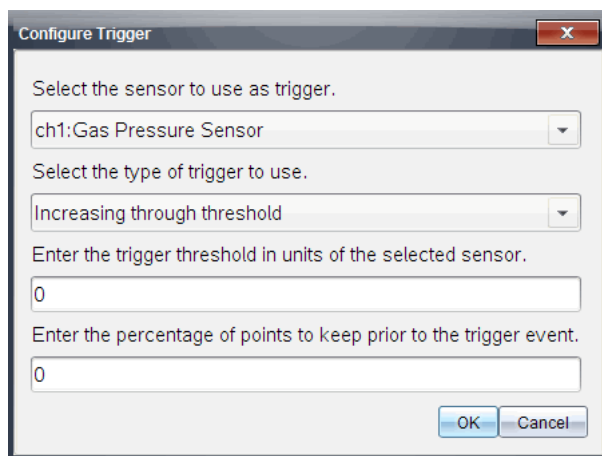 Configure Trigger
Select the sensor to use as trigger.
ch1:Gas Pressure Sensor
Select the type of trigger to use.
Increasing through threshold
Enter the trigger threshold in units of the selected sensor.
0
Enter the percentage of points to keep prior to the trigger event.
0
OK Cancel